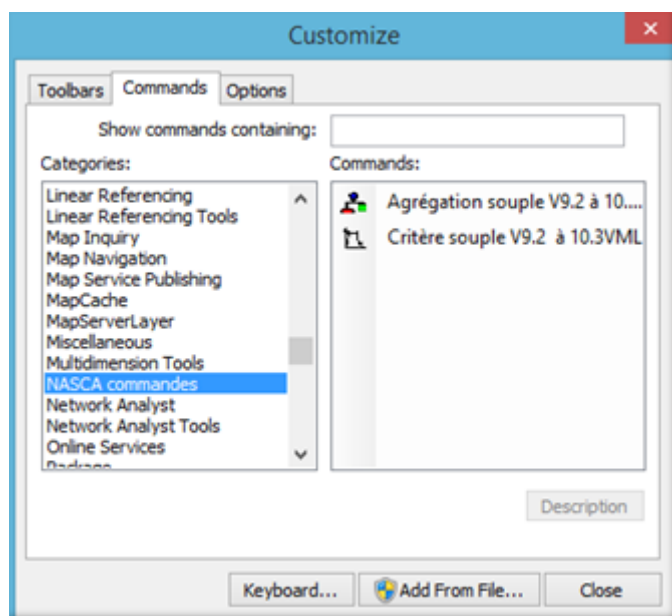 Customize
Toolbars Commands Options
Show commands containing:
Categories: Commands:
Linear Referencing
Linear Referencing Tools
Map Inquiry
Map Navigation
Map Service Publishing
MapCache
MapServerLayer
Miscellaneous
Multidimension Tools
NASCA commandes
Network Analyst
Network Analyst Tools
Online Services
Package
Agrégation souple V9.2 à 10....
Critère souple V9.2 à 10.3VML
Description
Keyboard... Add From File... Close